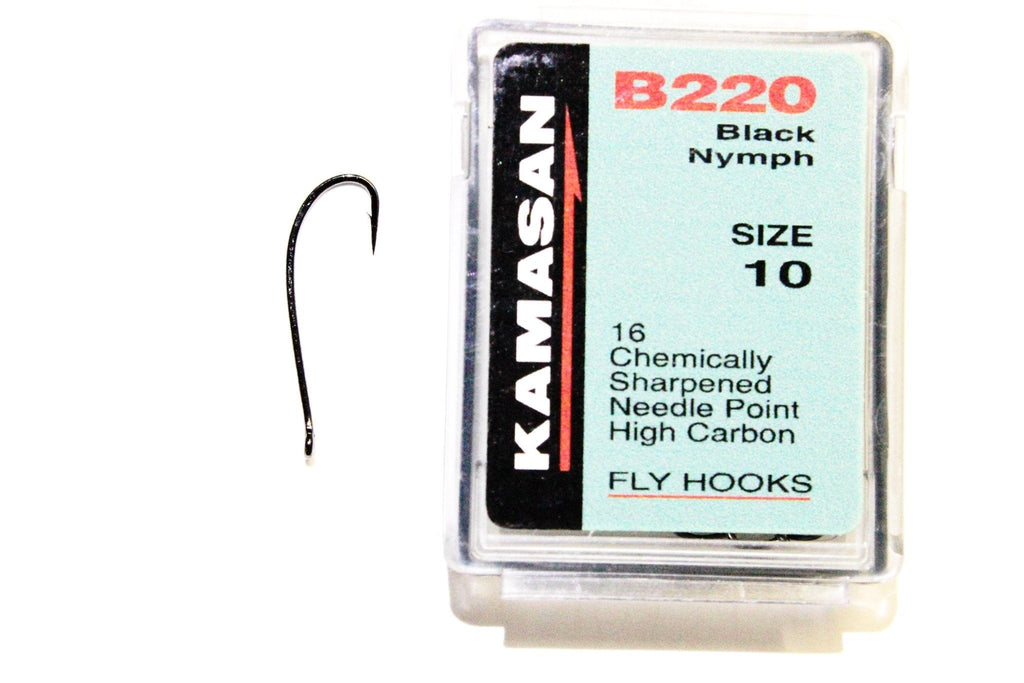 KAMASAN
B220
Black
Nymph
SIZE
10
16
Chemically
Sharpened
Needle Point
High Carbon
FLY HOOKS